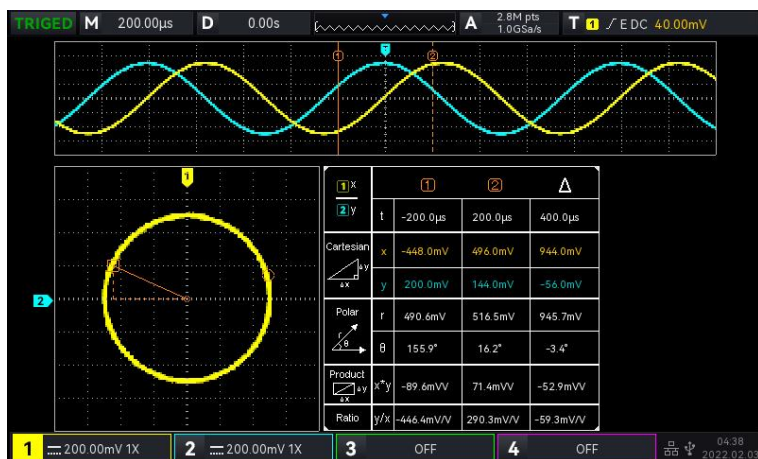 TRIGED M 200.00µs D 0.00s A 2.8M pts 1.0GSa/s T 1 E DC 40.00mV
T
1 2
1
2
1 X 1 2 Δ
2 y t -200.0µs 200.0µs 400.0µs
Cartesian x -448.0mV 496.0mV 944.0mV
Δy Δx y 200.0mV 144.0mV -56.0mV
Polar r 490.6mV 516.5mV 945.7mV
r θ θ 155.9° 16.2° -3.4°
Product Δy Δx x*y -89.6mVV 71.4mVV -52.9mVV
Ratio y/x -446.4mV/V 290.3mV/V -59.3mV/V
1 200.00mV 1X 2 200.00mV 1X 3 OFF 4 OFF 04:38
2022.02.03